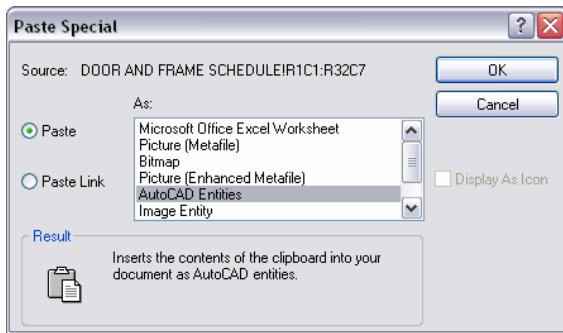 Paste Special
Source: DOOR AND FRAME SCHEDULE!R1C1:R32C7
OK
As:
Cancel
Paste
Microsoft Office Excel Worksheet
Picture (Metafile)
Bitmap
Picture (Enhanced Metafile)
Paste Link
Display As Icon
AutoCAD Entities
Image Entity
Result
Inserts the contents of the clipboard into your
document as AutoCAD entities.